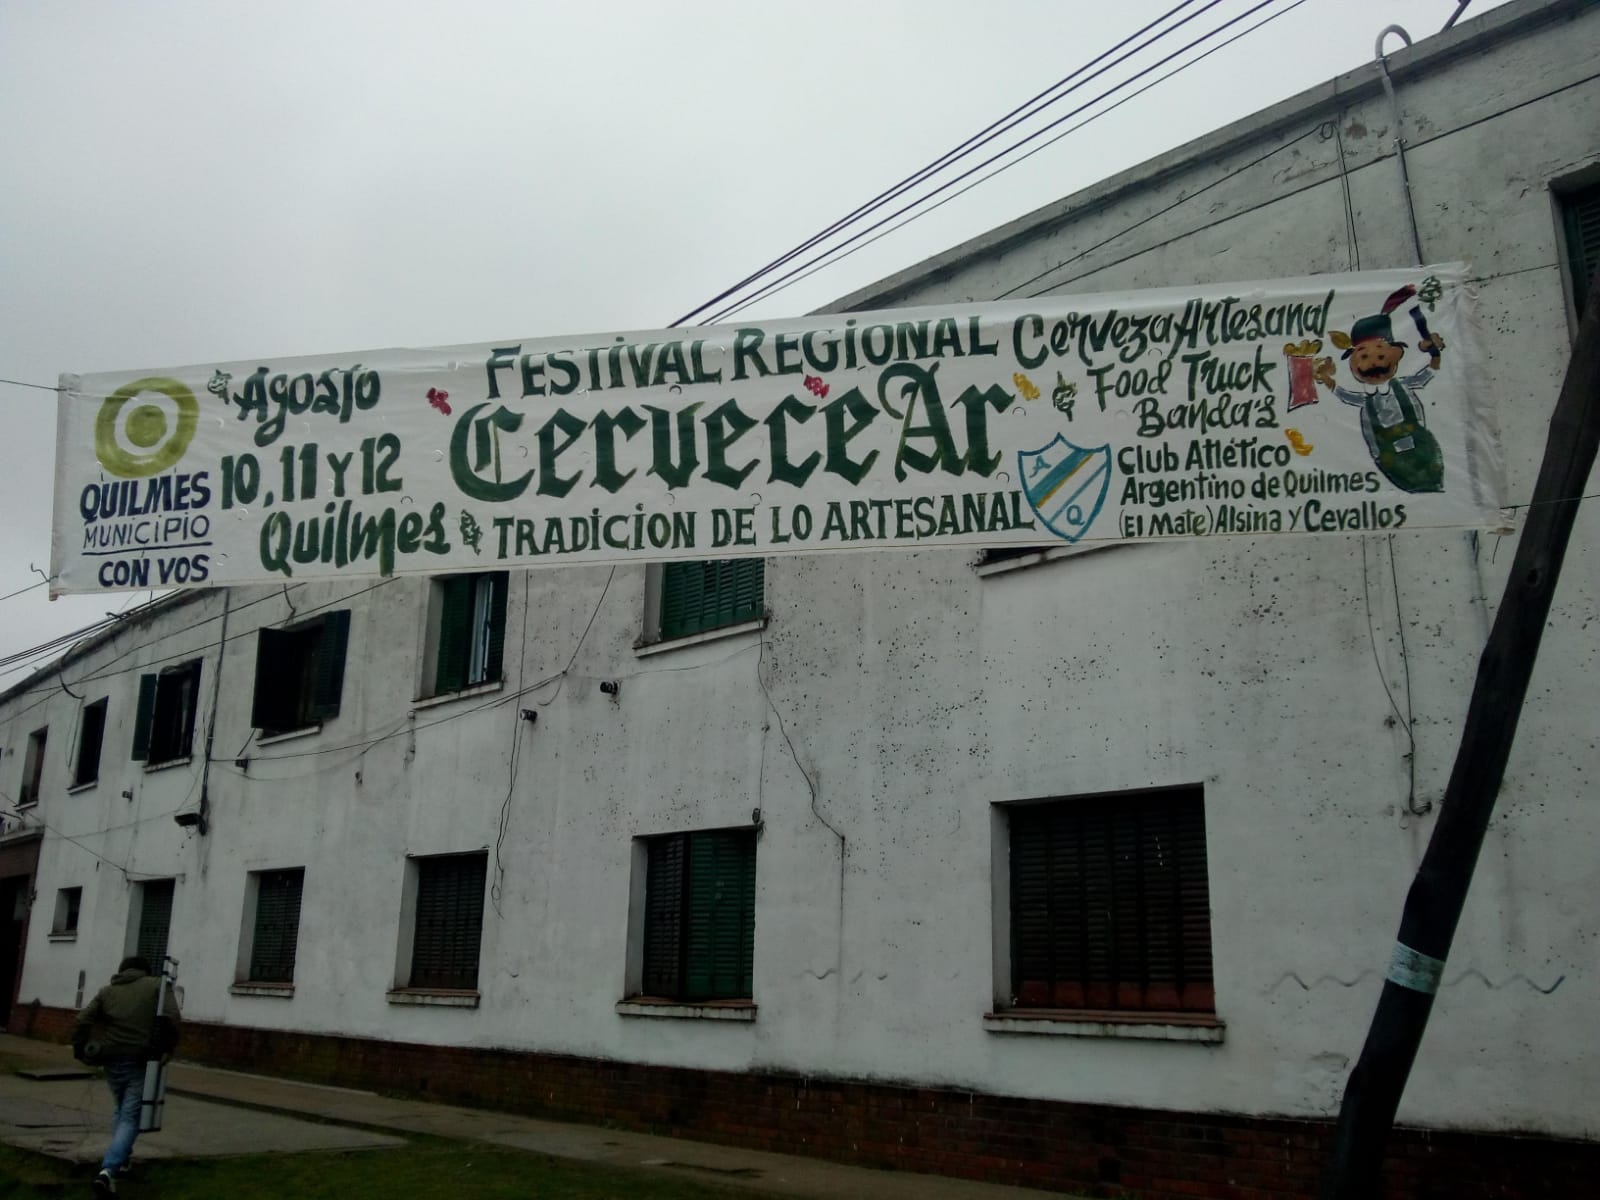 QUILMES
MUNICIPIO
CON VOS
Agosto
10, 11 Y 12
Quilmes
FESTIVAL REGIONAL
CerveceAr
TRADICION DE LO ARTESANAL
A
Q
Cerveza Artesanal
Food Truck
Banda's
Club Atlético
Argentino de Quilmes
(El Mate) Alsina y Cevallos